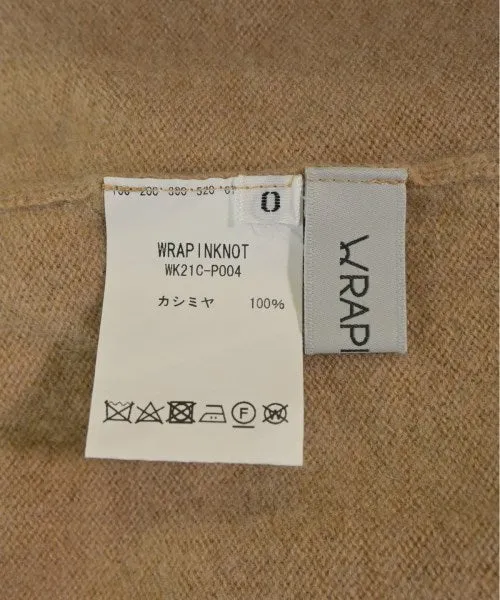 0
WRAPINKNOT
WK21C-P004
カシミヤ 100%
F
W
WRAPI